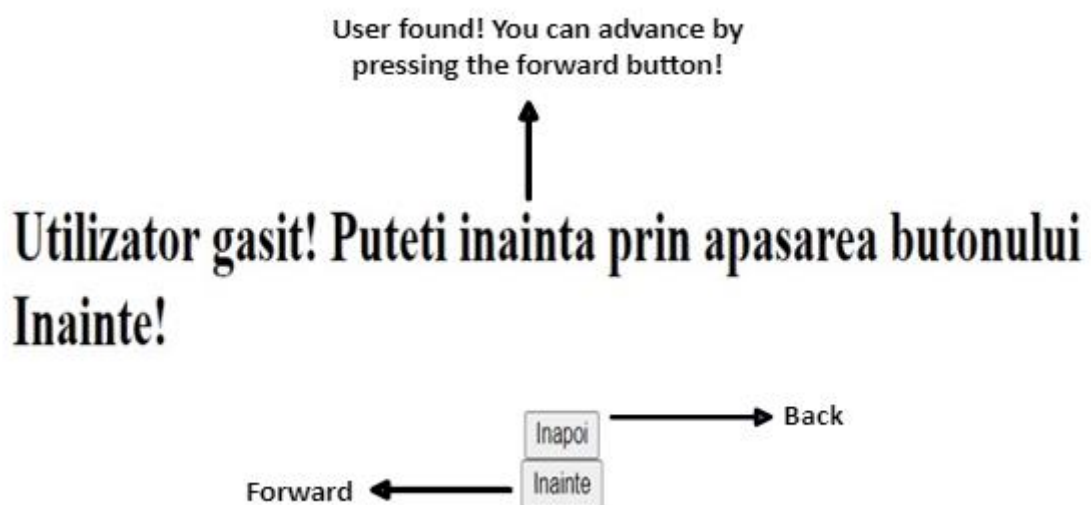 User found! You can advance by
pressing the forward button!
Utilizator gasit! Puteti inainta prin apasarea butonului
Inainte!
Inapoi
Back
Inainte
Forward